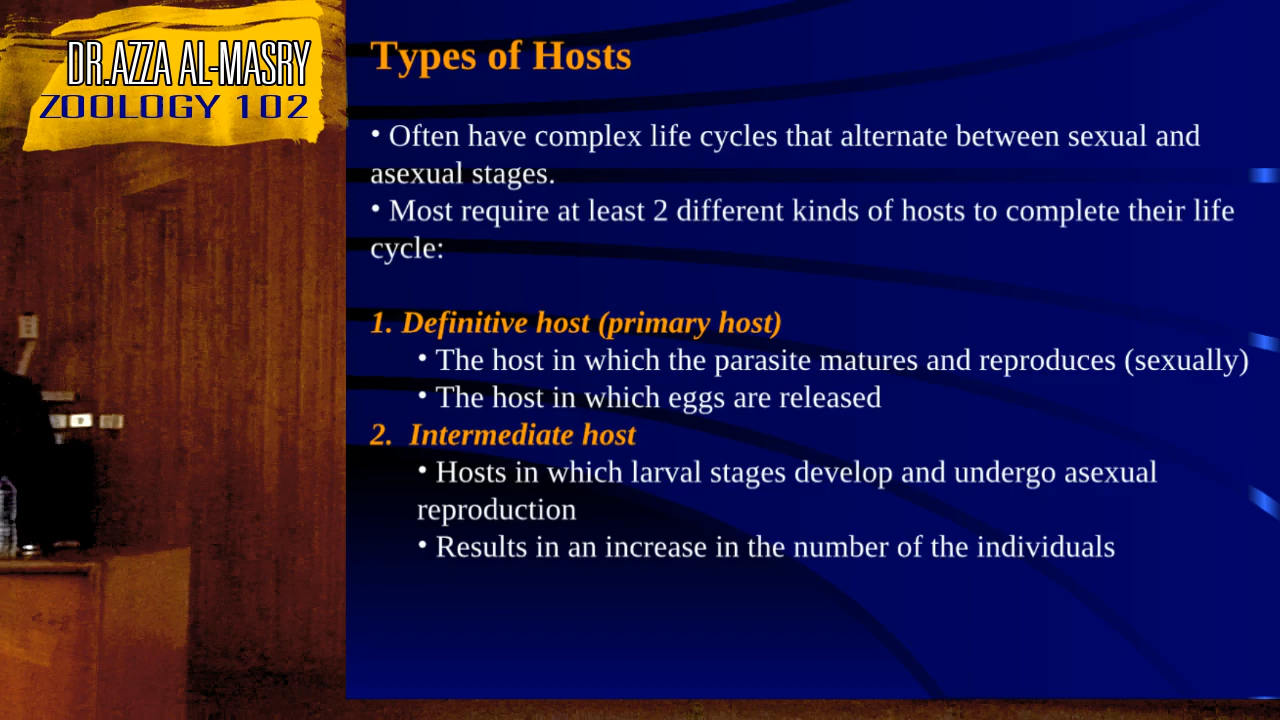 DR.AZZA AL-MASRY
ZOOLOGY 102
Types of Hosts
• Often have complex life cycles that alternate between sexual and
asexual stages.
• Most require at least 2 different kinds of hosts to complete their life
cycle:
1. Definitive host (primary host)
• The host in which the parasite matures and reproduces (sexually)
• The host in which eggs are released
2. Intermediate host
• Hosts in which larval stages develop and undergo asexual
reproduction
• Results in an increase in the number of the individuals